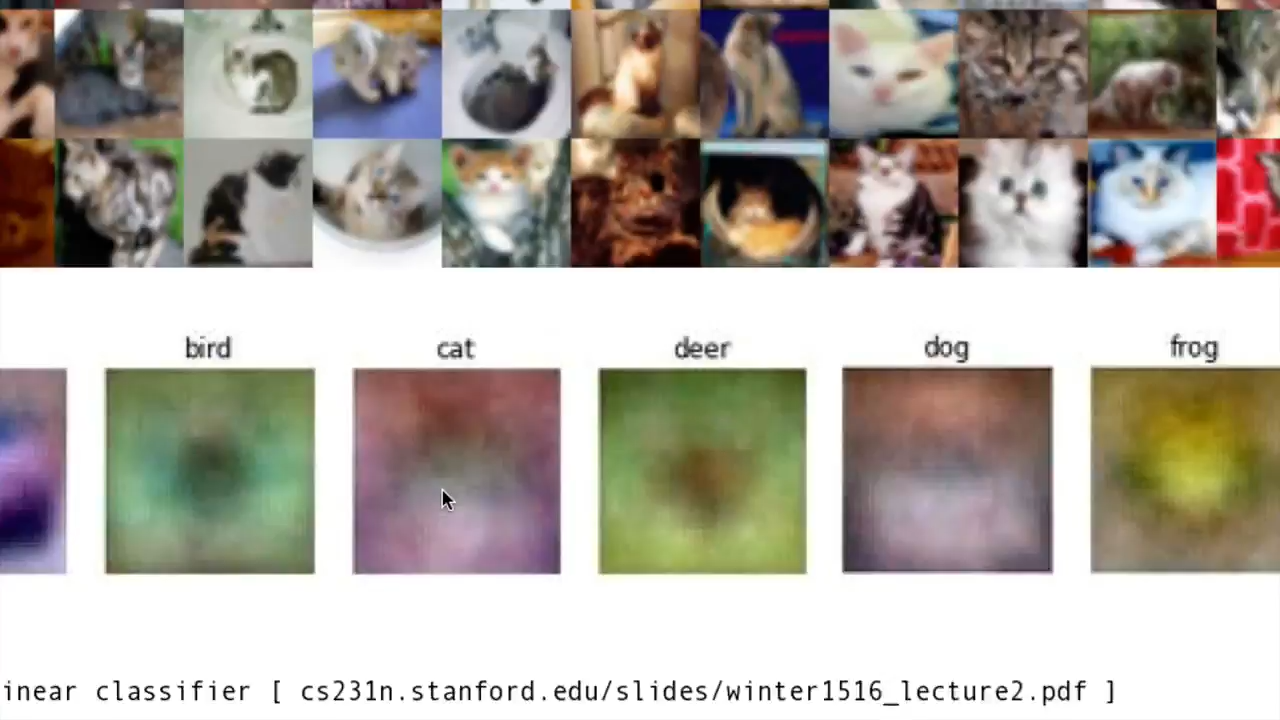 bird cat deer dog frog
inear classifier [ cs231n.stanford.edu/slides/winter1516_lecture2.pdf ]